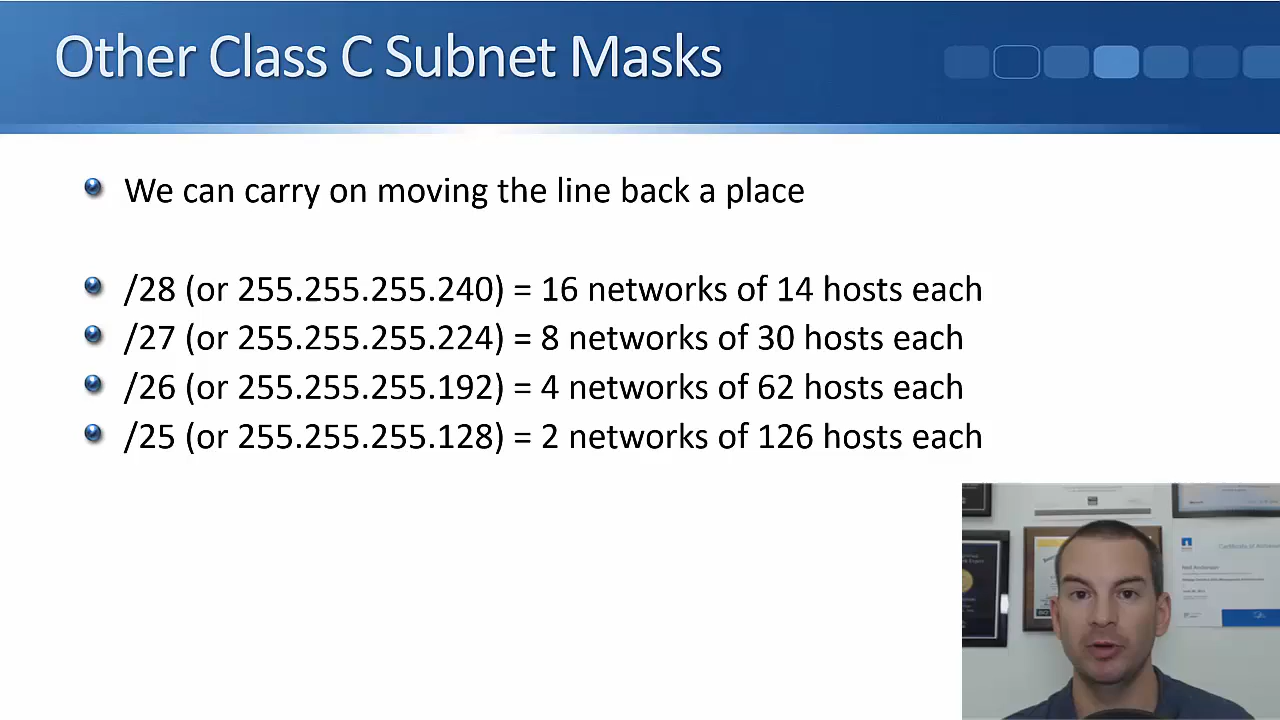 Other Class C Subnet Masks
We can carry on moving the line back a place
/28 (or 255.255.255.240) = 16 networks of 14 hosts each
/27 (or 255.255.255.224) = 8 networks of 30 hosts each
/26 (or 255.255.255.192) = 4 networks of 62 hosts each
/25 (or 255.255.255.128) = 2 networks of 126 hosts each
Neil Anderson